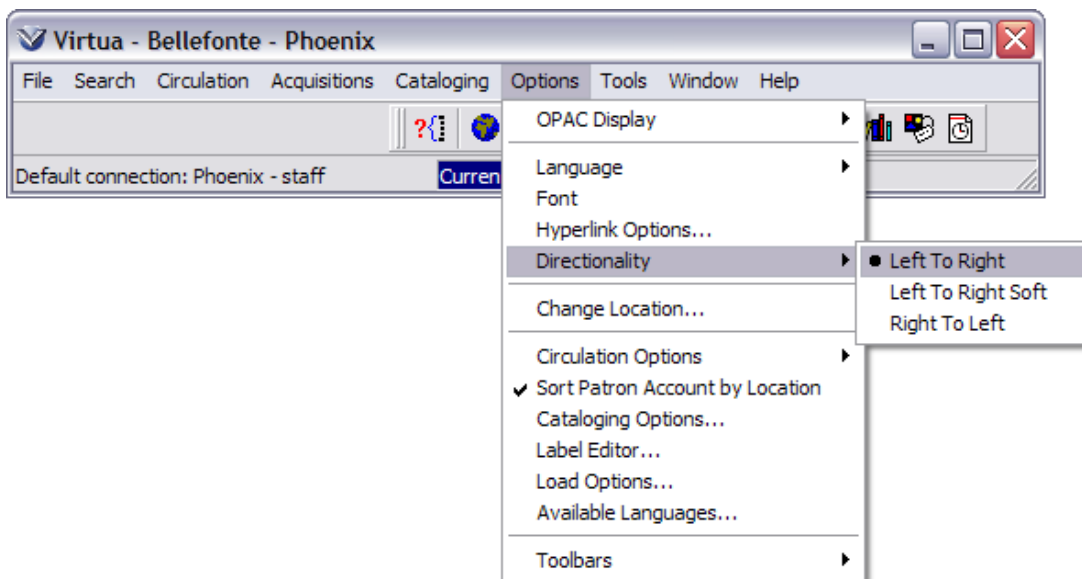 Virtua - Bellefonte - Phoenix
File Search Circulation Acquisitions Cataloging Options Tools Window Help
?{
Default connection: Phoenix - staff Curren
OPAC Display
Language
Font
Hyperlink Options...
Directionality
Left To Right
Left To Right Soft
Right To Left
Change Location...
Circulation Options
Sort Patron Account by Location
Cataloging Options...
Label Editor...
Load Options...
Available Languages...
Toolbars